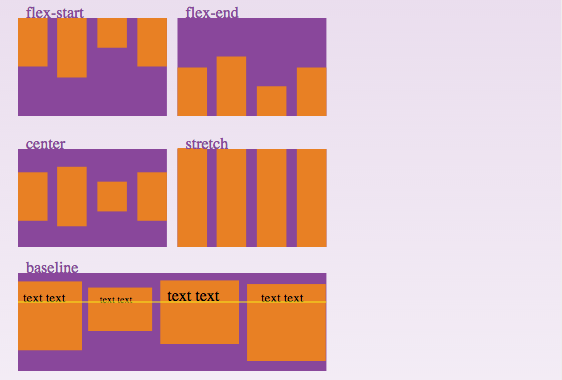 flex-start
flex-end
center
stretch
baseline
text text
text text
text text
text text